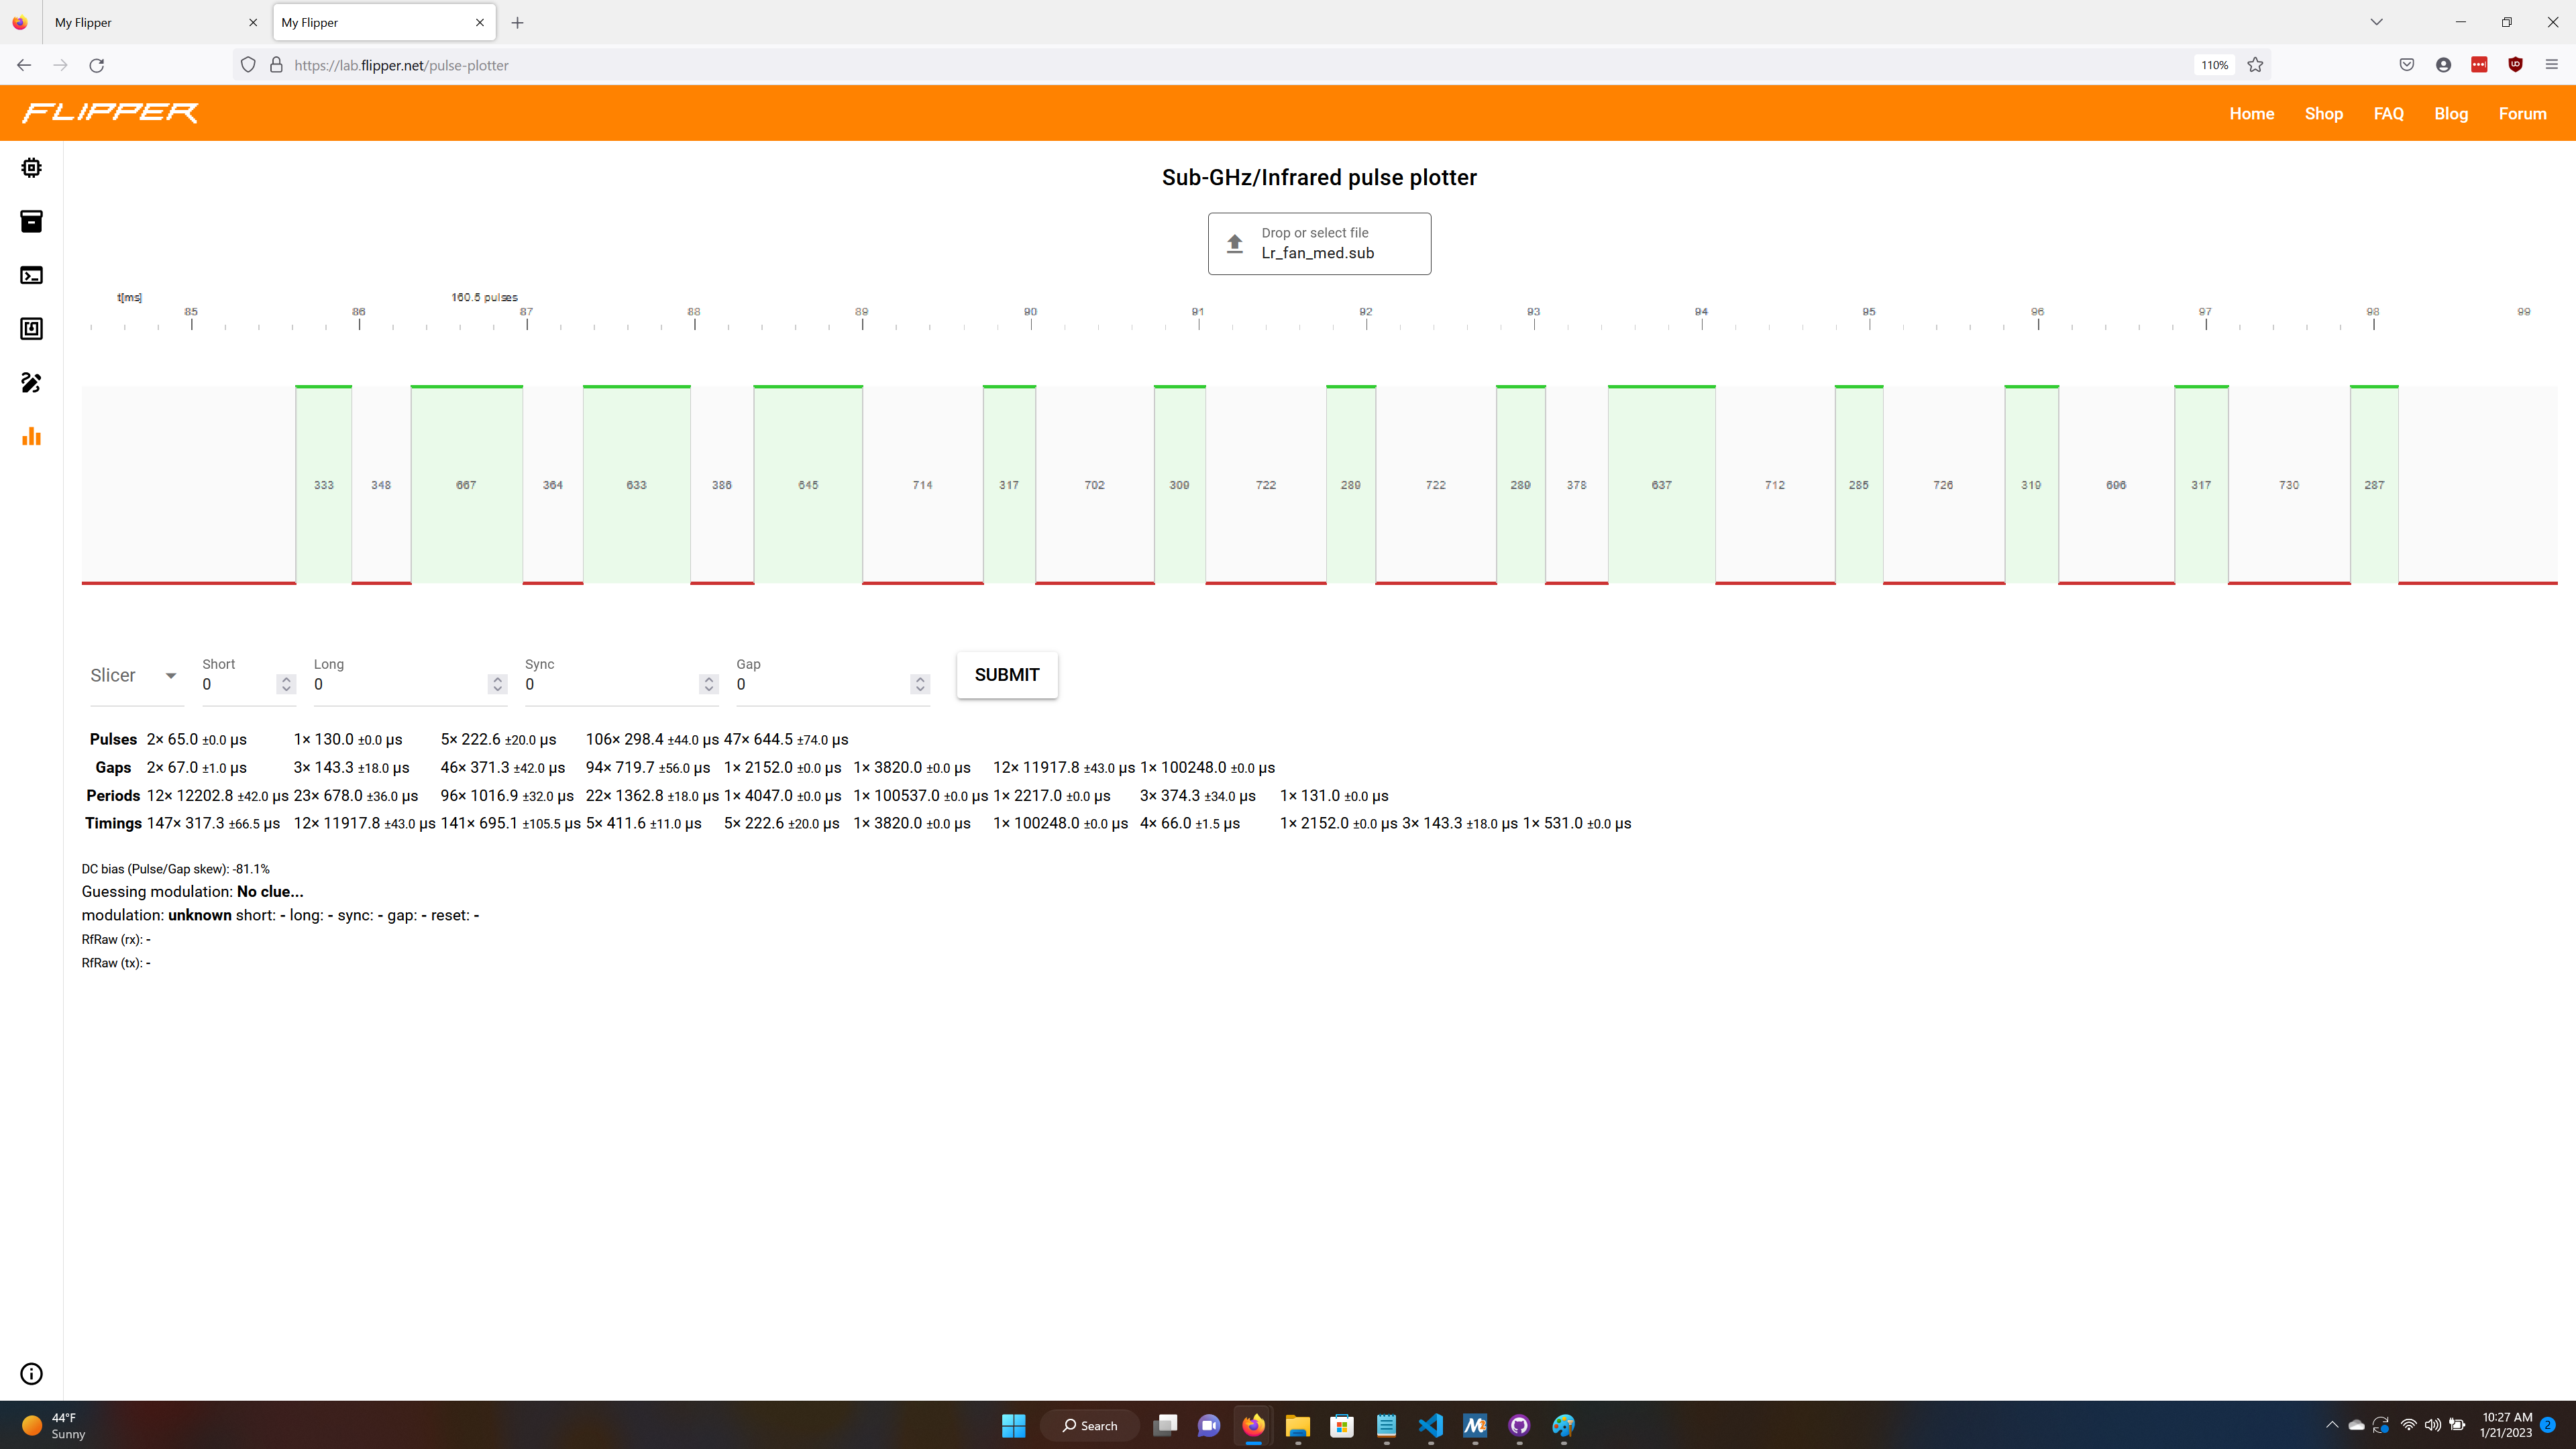 My Flipper
My Flipper
https://lab.flipper.net/pulse-plotter
110%
FLIPPER
Home Shop FAQ Blog Forum
Sub-GHz/Infrared pulse plotter
Drop or select file
Lr_fan_med.sub
t[ms] 160.5 pulses
85 86 87 88 89 90 91 92 93 94 95 96 97 98 99
333 348 667 364 633 386 645 714 317 702 309 722 289 722 289 378 637 712 285 726 319 696 317 730 287
Slicer Short Long Sync Gap
0 0 0 0 SUBMIT
Pulses 2× 65.0 ±0.0 µs 1× 130.0 ±0.0 µs 5× 222.6 ±20.0 µs 106× 298.4 ±44.0 µs 47× 644.5 ±74.0 µs
Gaps 2× 67.0 ±1.0 µs 3× 143.3 ±18.0 µs 46× 371.3 ±42.0 µs 94× 719.7 ±56.0 µs 1× 2152.0 ±0.0 µs 1× 3820.0 ±0.0 µs 12× 11917.8 ±43.0 µs 1× 100248.0 ±0.0 µs
Periods 12× 12202.8 ±42.0 µs 23× 678.0 ±36.0 µs 96× 1016.9 ±32.0 µs 22× 1362.8 ±18.0 µs 1× 4047.0 ±0.0 µs 1× 100537.0 ±0.0 µs 1× 2217.0 ±0.0 µs 3× 374.3 ±34.0 µs 1× 131.0 ±0.0 µs
Timings 147× 317.3 ±66.5 µs 12× 11917.8 ±43.0 µs 141× 695.1 ±105.5 µs 5× 411.6 ±11.0 µs 5× 222.6 ±20.0 µs 1× 3820.0 ±0.0 µs 1× 100248.0 ±0.0 µs 4× 66.0 ±1.5 µs 1× 2152.0 ±0.0 µs 3× 143.3 ±18.0 µs 1× 531.0 ±0.0 µs
DC bias (Pulse/Gap skew): -81.1%
Guessing modulation: No clue...
modulation: unknown short: - long: - sync: - gap: - reset: -
RfRaw (rx): -
RfRaw (tx): -
44°F
Sunny
Search
10:27 AM
1/21/2023
2